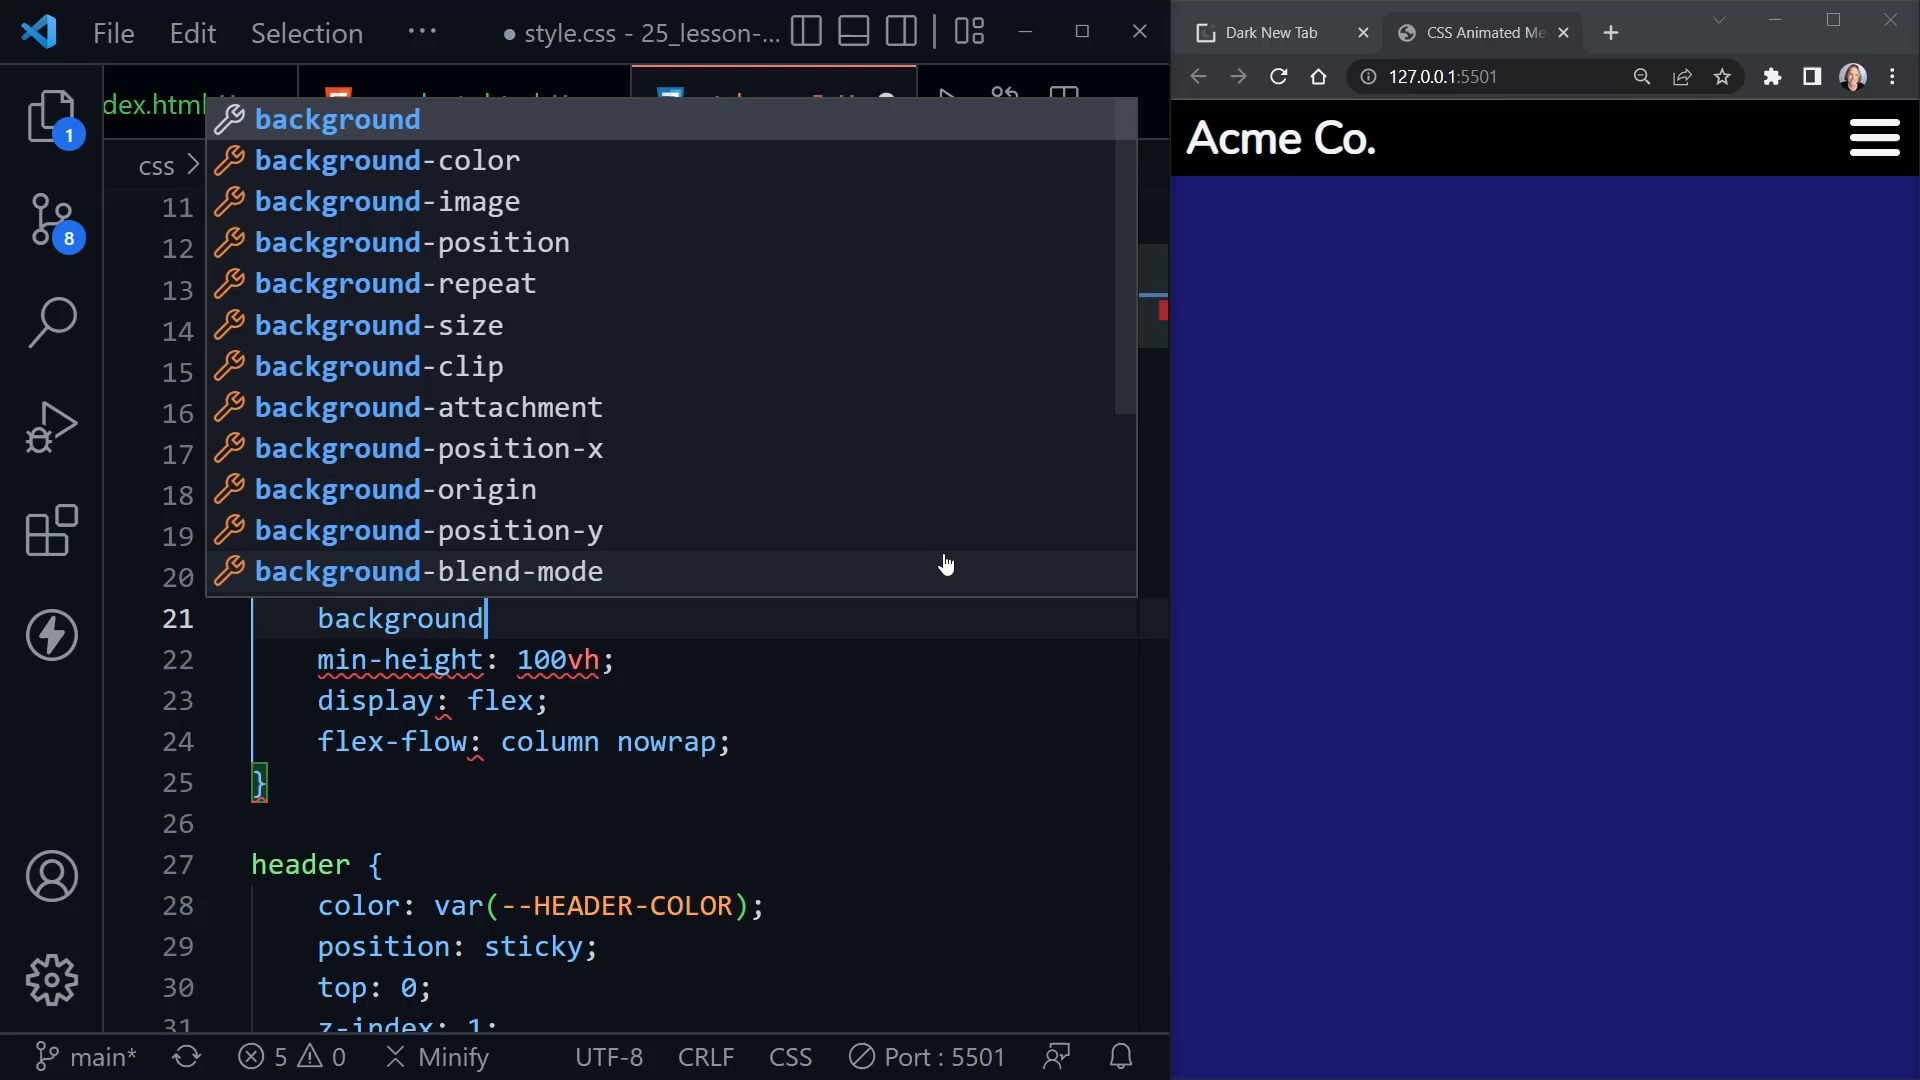 File Edit Selection ··· ● style.css - 25_lesson-...
dex.html
background
background-color
css >
background-image
background-position
background-repeat
background-size
background-clip
background-attachment
background-position-x
background-origin
background-position-y
background-blend-mode
11
12
13
14
15
16
17
18
19
20
21 background
22 min-height: 100vh;
23 display: flex;
24 flex-flow: column nowrap;
25 }
26
27 header {
28 color: var(--HEADER-COLOR);
29 position: sticky;
30 top: 0;
31 z-index: 1;
1
8
main* 5 0 Minify UTF-8 CRLF CSS Port : 5501
Dark New Tab CSS Animated Me
127.0.0.1:5501
Acme Co.